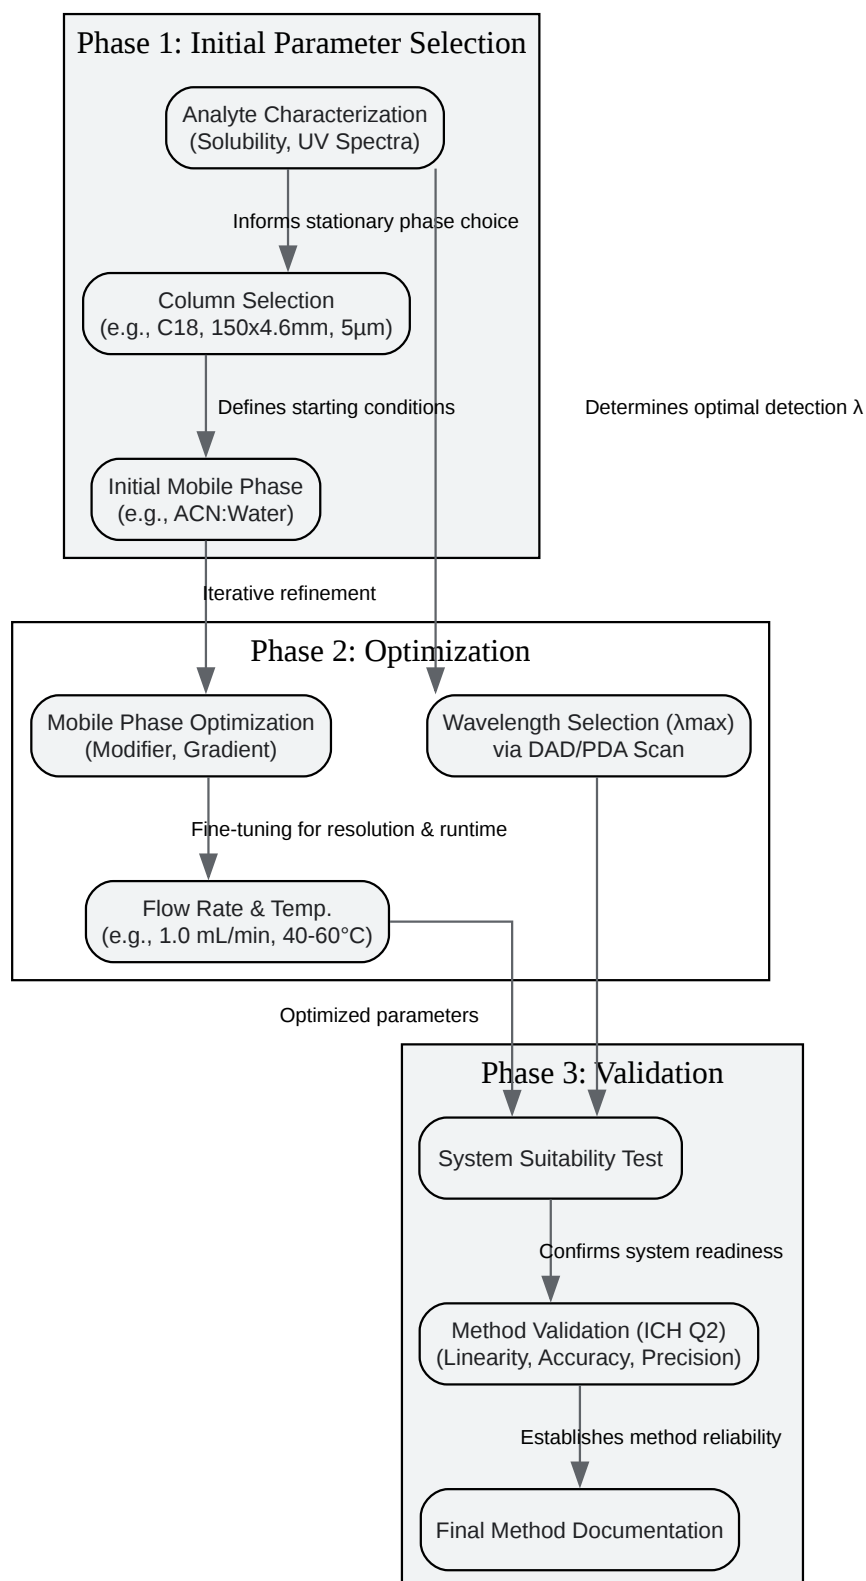 Phase 1: Initial Parameter Selection
Analyte Characterization
(Solubility, UV Spectra)
Informs stationary phase choice
Column Selection
(e.g., C18, 150x4.6mm, 5µm)
Defines starting conditions
Determines optimal detection λ
Initial Mobile Phase
(e.g., ACN:Water)
Iterative refinement
Phase 2: Optimization
Mobile Phase Optimization
(Modifier, Gradient)
Wavelength Selection (λmax)
via DAD/PDA Scan
Fine-tuning for resolution & runtime
Flow Rate & Temp.
(e.g., 1.0 mL/min, 40-60°C)
Optimized parameters
Phase 3: Validation
System Suitability Test
Confirms system readiness
Method Validation (ICH Q2)
(Linearity, Accuracy, Precision)
Establishes method reliability
Final Method Documentation